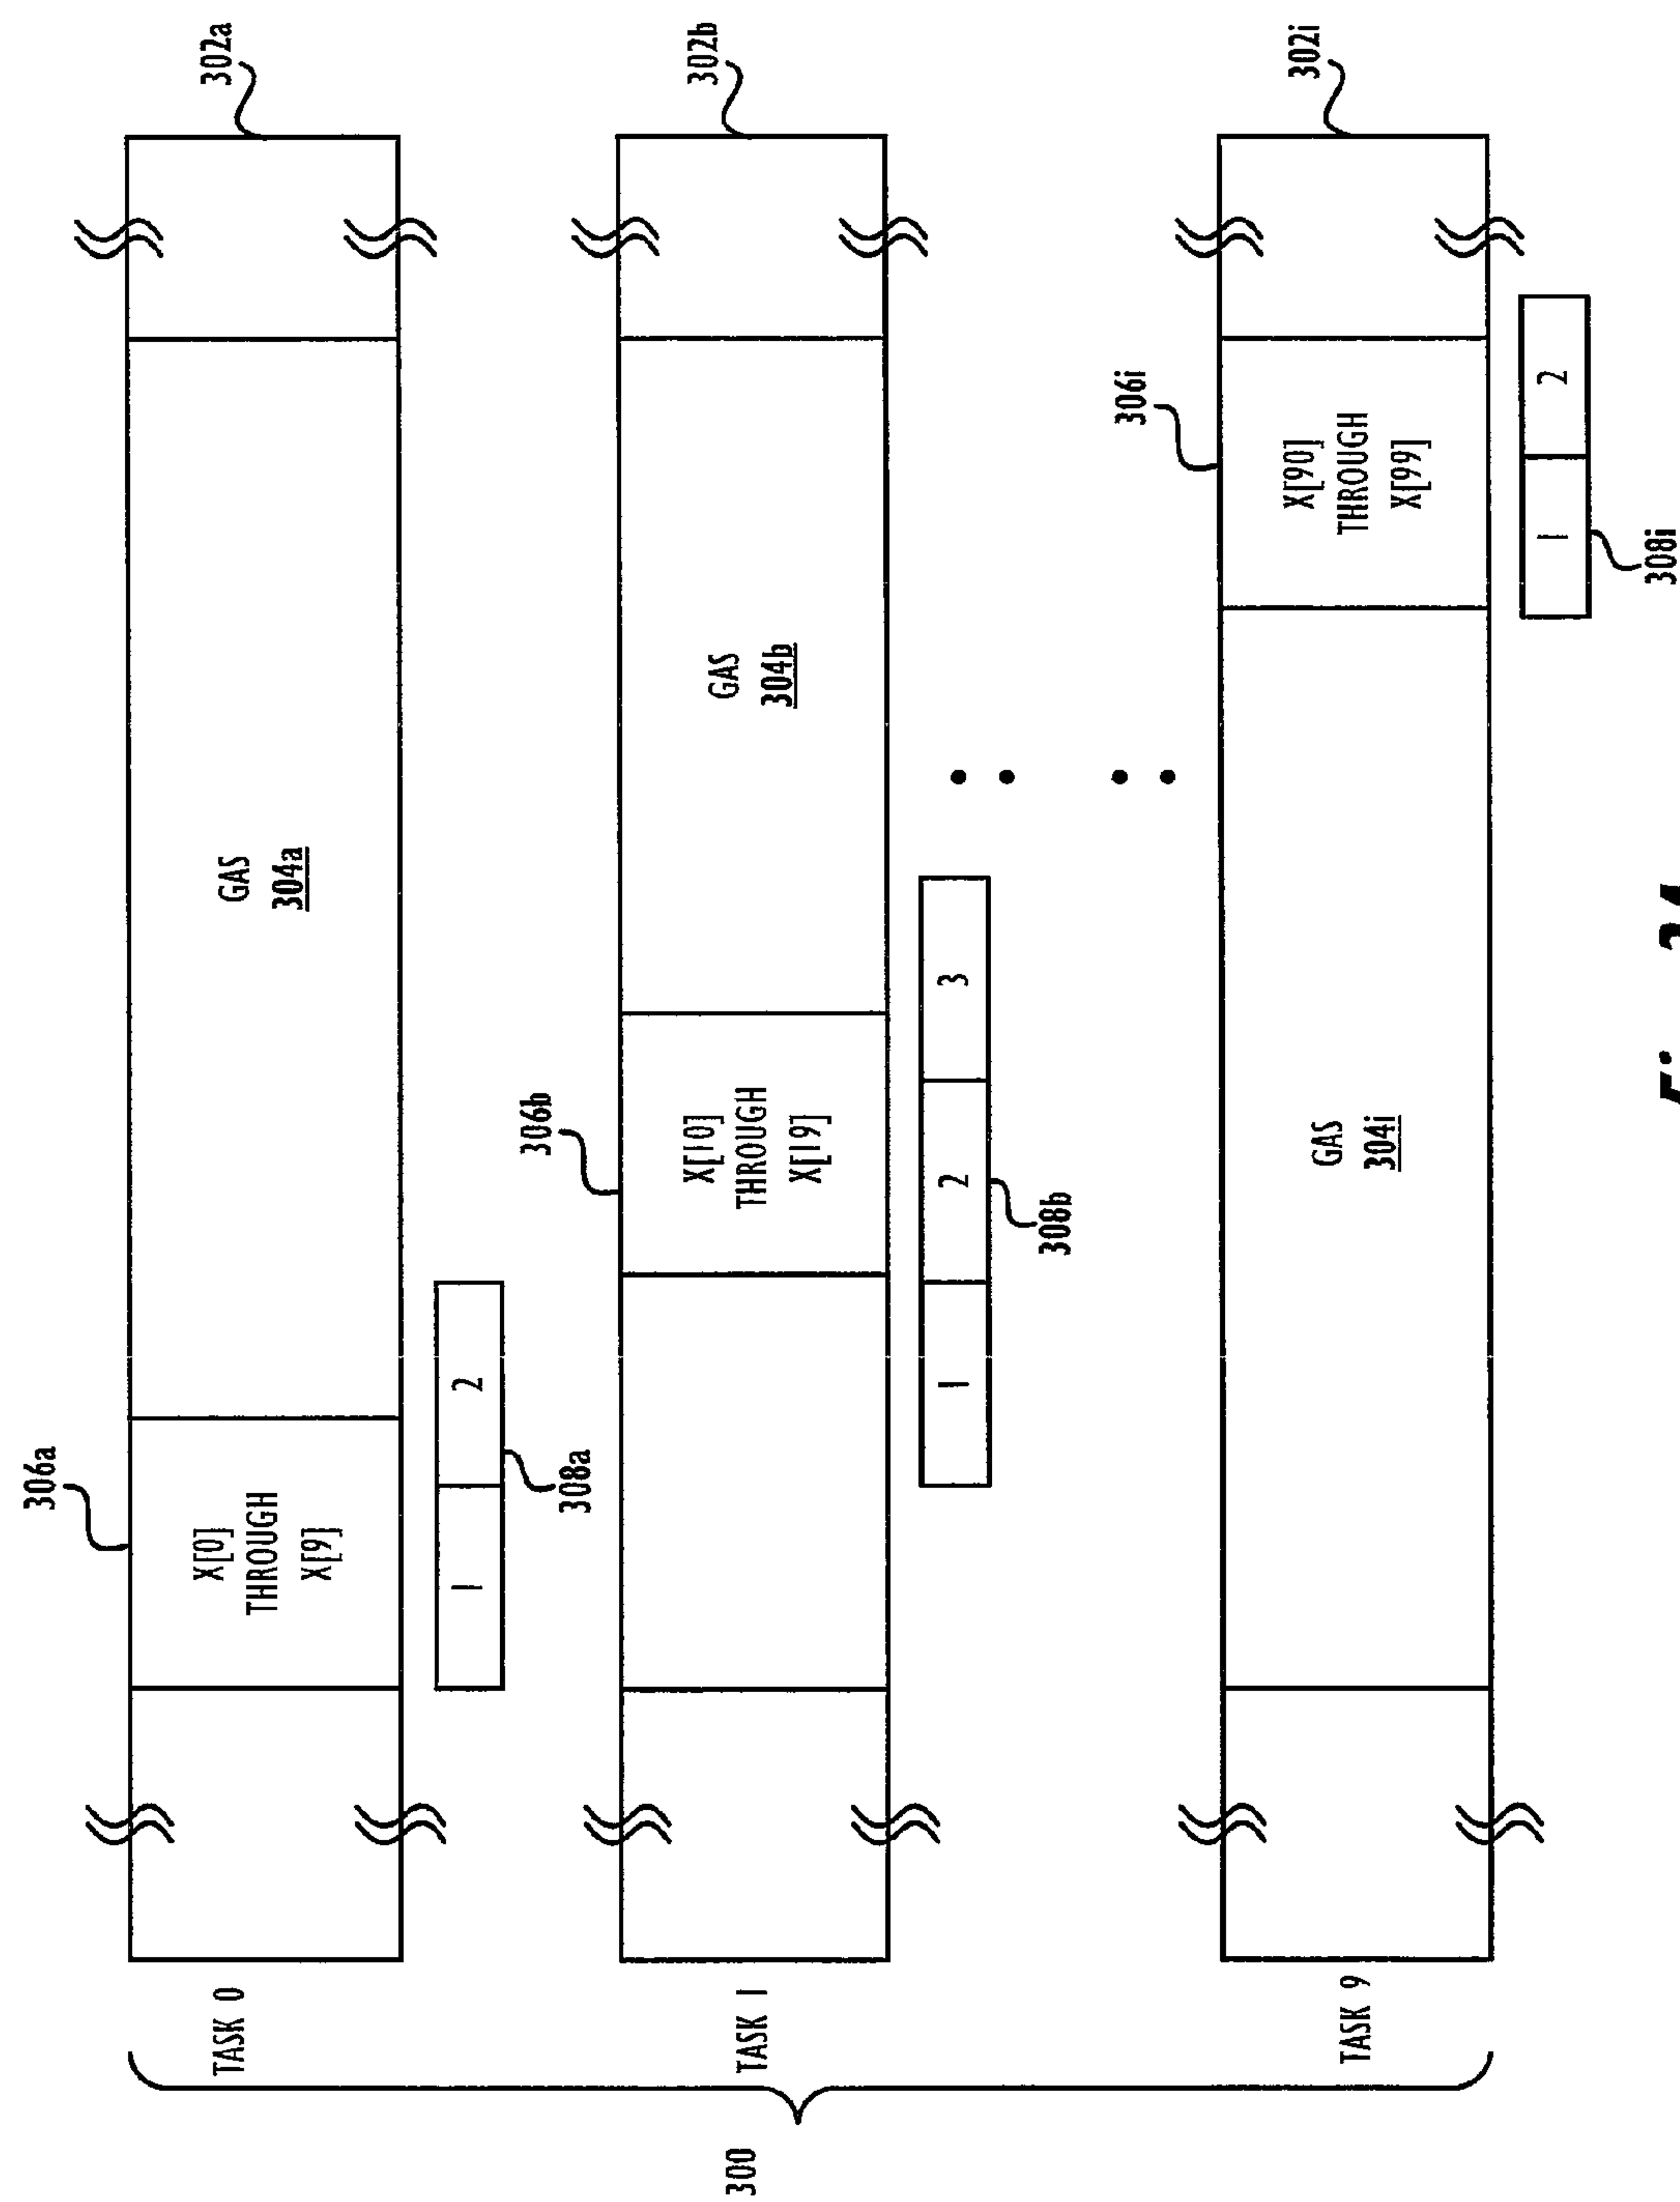 302a
306a
X[0]
THROUGH
X[9]
GAS
304a
TASK 0
1
2
308a
302b
306b
X[10]
THROUGH
X[19]
GAS
304b
TASK 1
1
2
3
308b
300
302i
306i
GAS
304i
X[90]
THROUGH
X[99]
TASK 9
1
2
308i